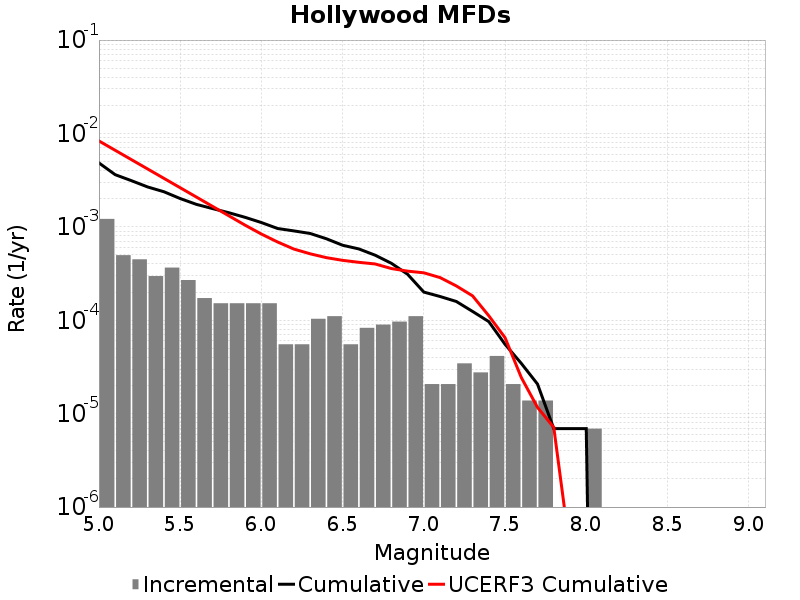 Hollywood MFDs
10-1
10-2
10-3
10-4
10-5
10-6
Rate (1/yr)
5.0 5.5 6.0 6.5 7.0 7.5 8.0 8.5 9.0
Magnitude
Incremental Cumulative UCERF3 Cumulative